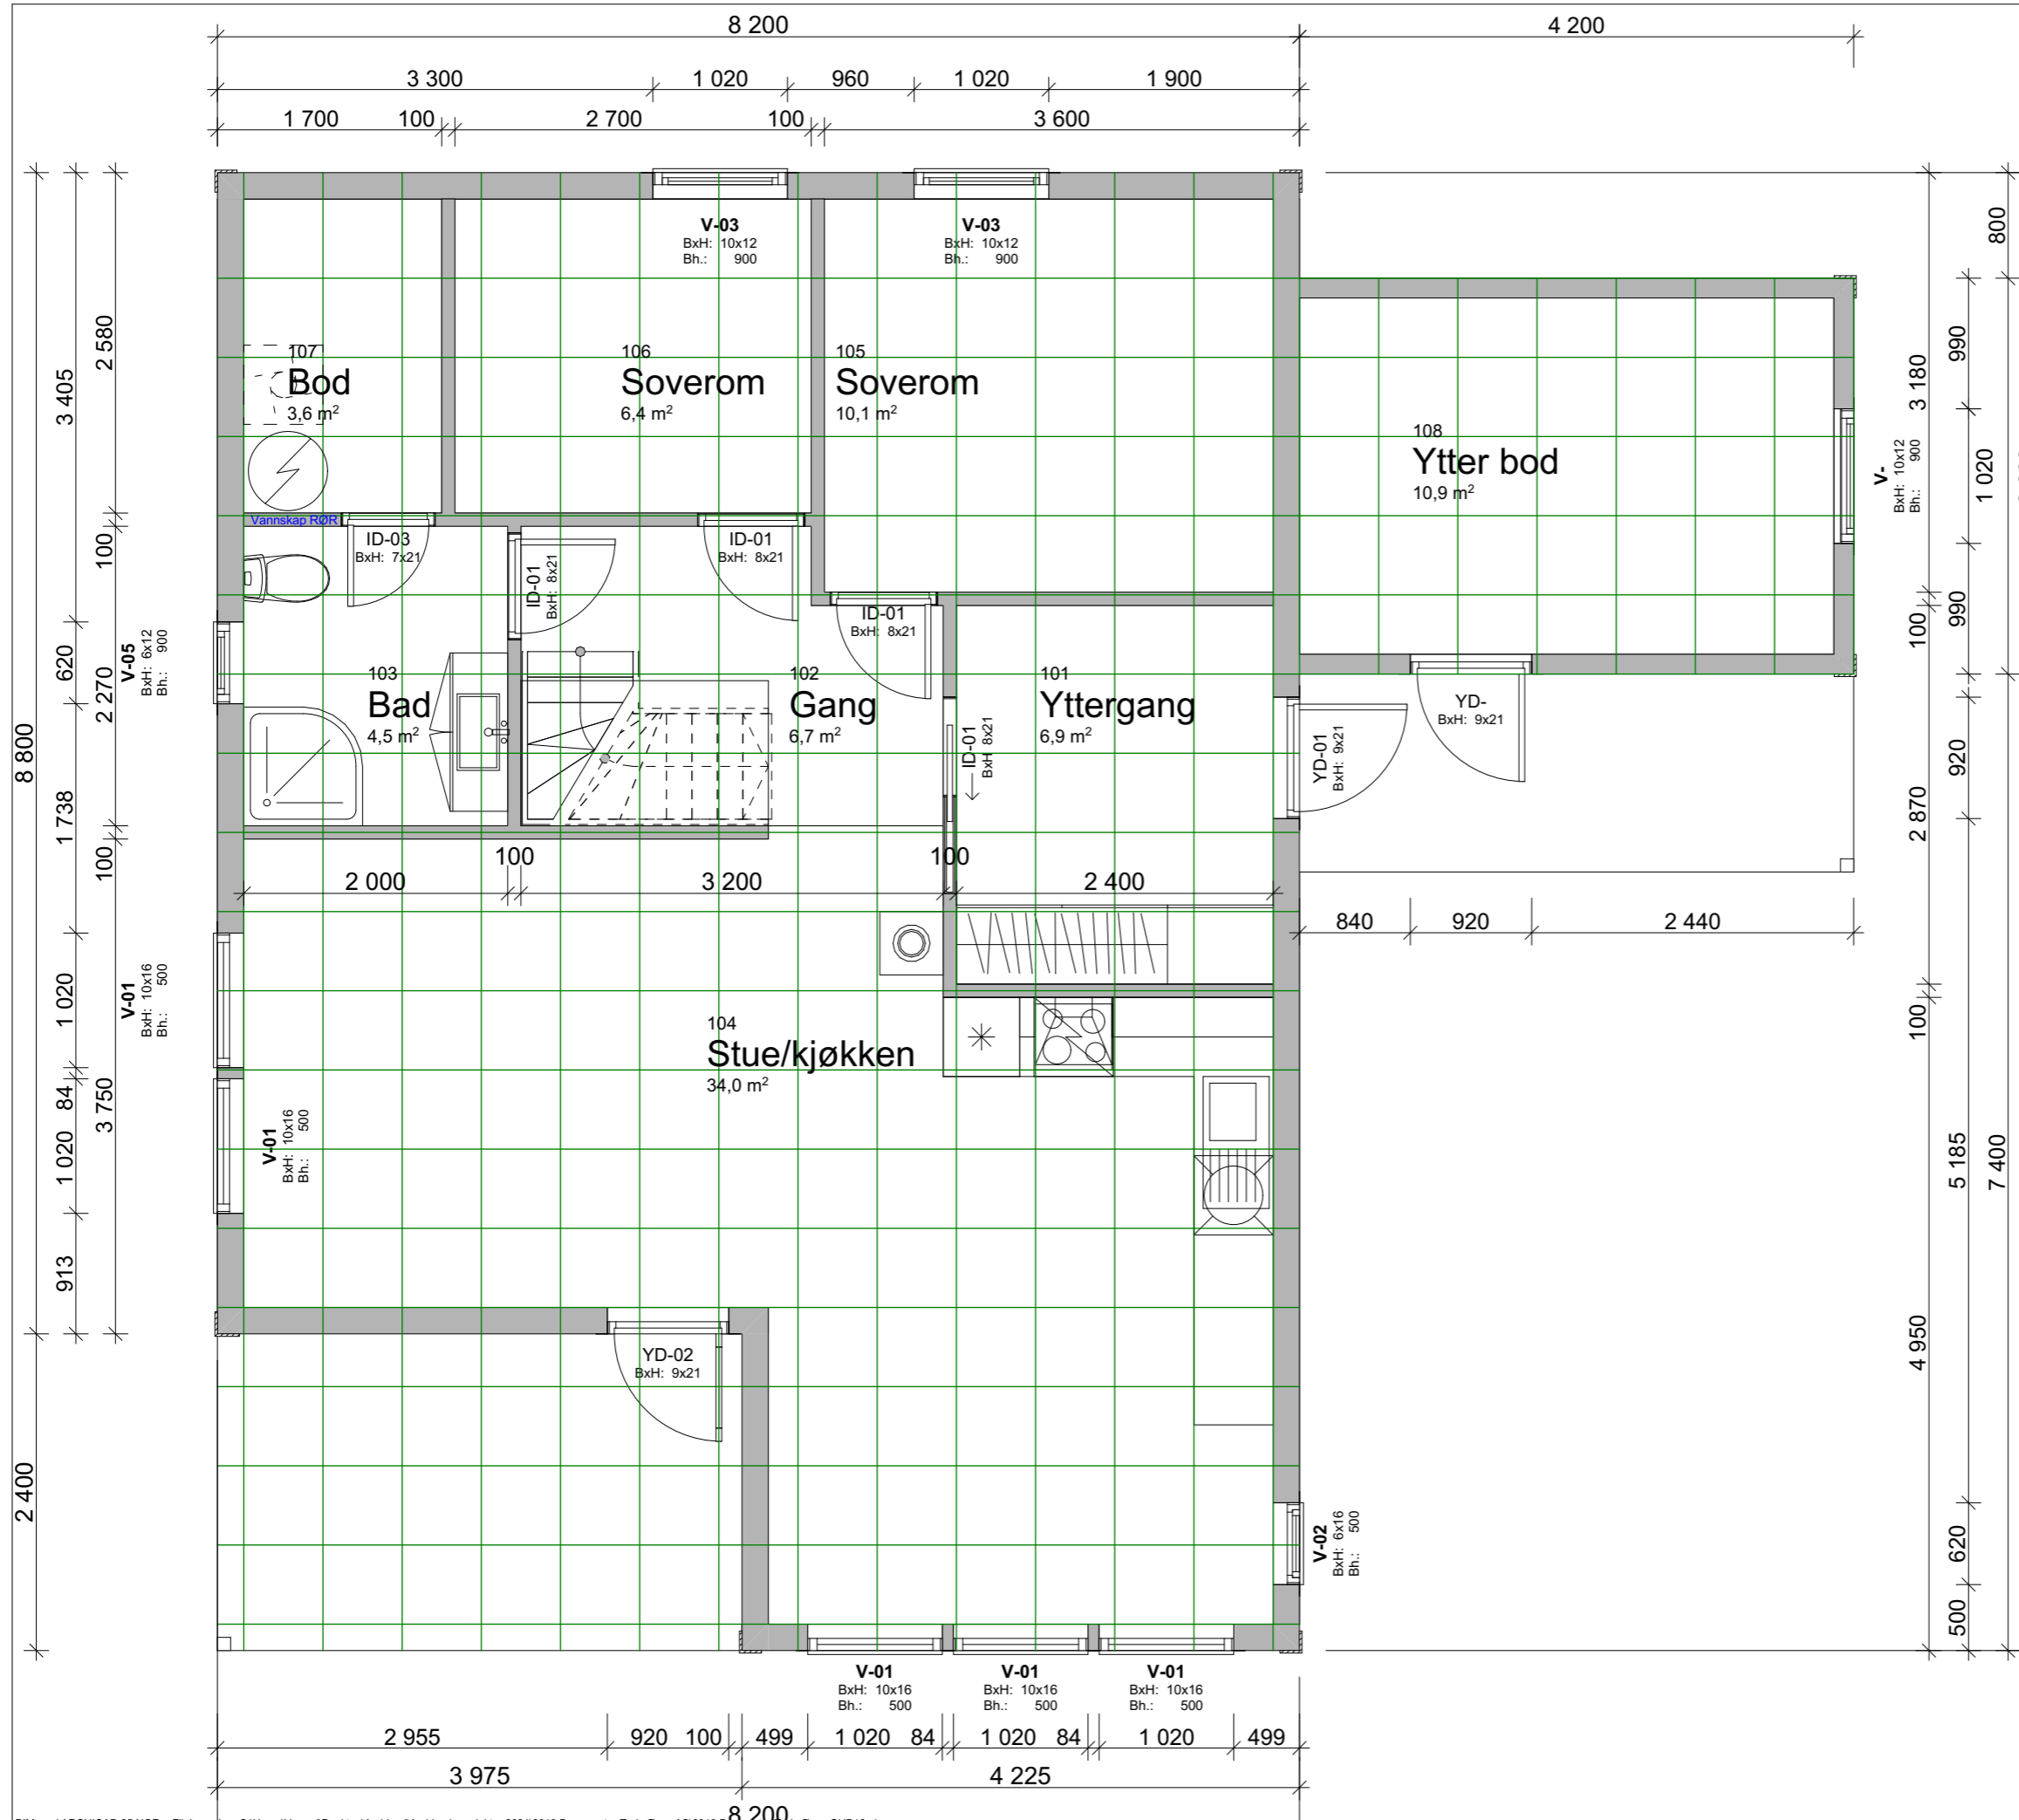 8 200
4 200
3 300
1 020
960
1 020
1 900
1 700
100
2 700
100
3 600
V-03
BxH: 10x12
Bh.: 900
V-03
BxH: 10x12
Bh.: 900
107
Bod
3,6 m²
106
Soverom
6,4 m²
105
Soverom
10,1 m²
108
Ytter bod
10,9 m²
Vannskap RØR
ID-03
BxH: 7x21
ID-01
BxH: 8x21
ID-01
BxH: 8x21
ID-01
BxH: 8x21
103
Bad
4,5 m²
102
Gang
6,7 m²
101
Yttergang
6,9 m²
ID-01
BxH 8x21
YD-01
BxH: 9x21
YD-
BxH: 9x21
V-
BxH: 10x12
Bh.: 900
V-05
BxH: 6x12
Bh.: 900
V-01
BxH: 10x16
Bh.: 500
V-01
BxH: 10x16
Bh.: 500
100
100
2 000
3 200
2 400
840
920
2 440
104
Stue/kjøkken
34,0 m²
YD-02
BxH: 9x21
V-02
BxH: 6x16
Bh.: 500
V-01
BxH: 10x16
Bh.: 500
V-01
BxH: 10x16
Bh.: 500
V-01
BxH: 10x16
Bh.: 500
8 800
2 400
3 405
620
1 738
1 020
84
1 020
913
2 580
100
2 270
100
3 750
3 180
100
2 870
100
4 950
990
1 020
990
920
5 185
620
500
800
7 400
2 955
920
100
499
1 020
84
1 020
84
1 020
499
3 975
4 225
8 200